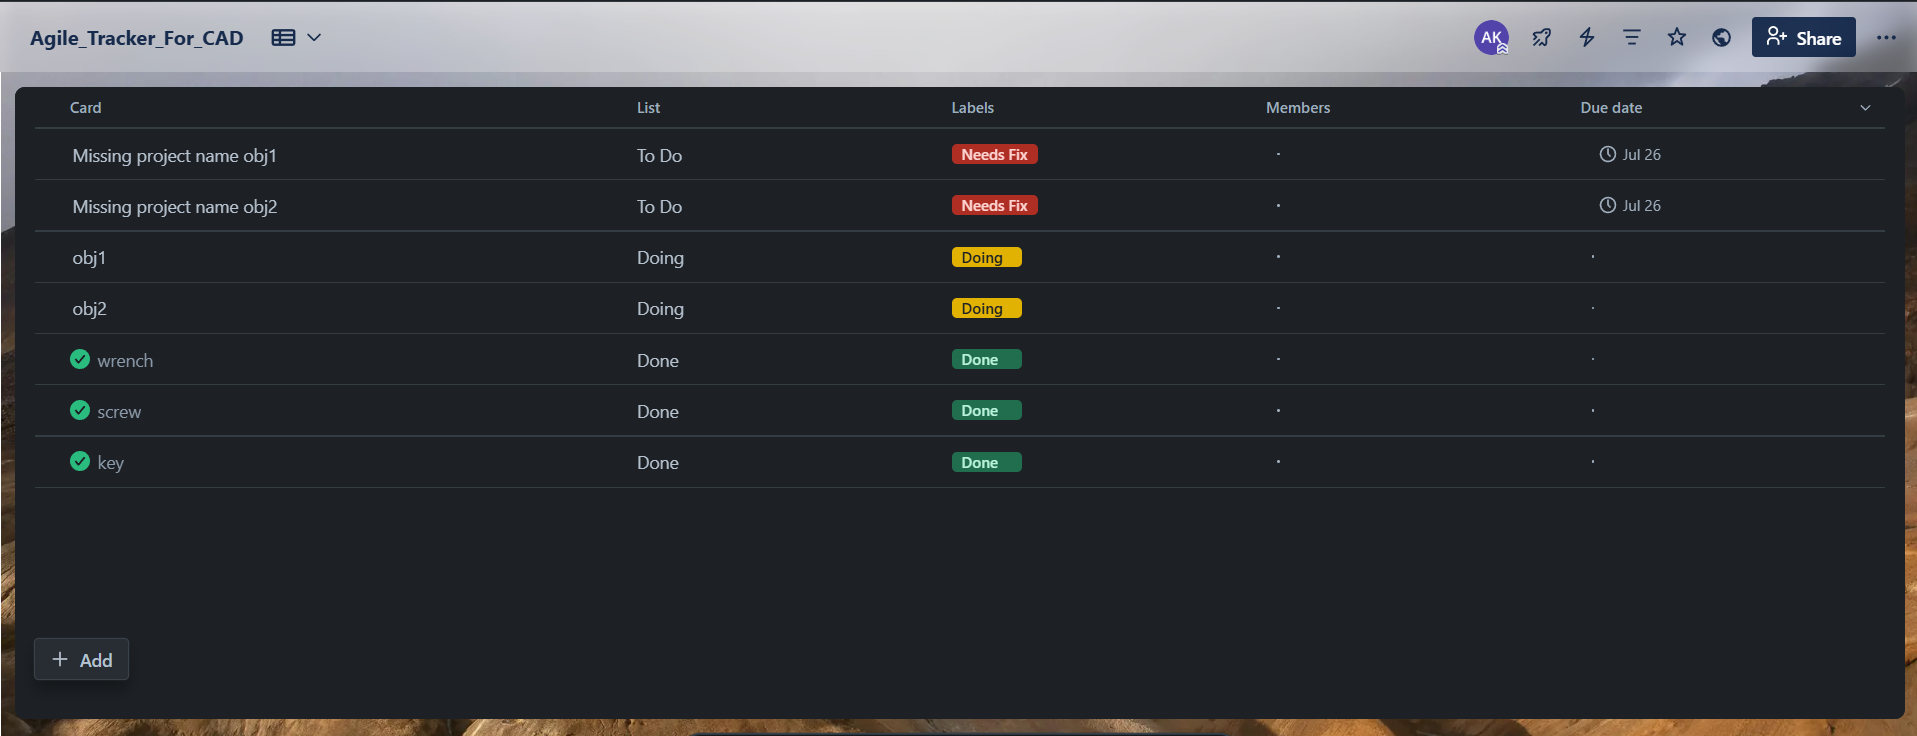 Agile_Tracker_For_CAD AK Share
Card List Labels Members Due date
Missing project name obj1 To Do Needs Fix Jul 26
Missing project name obj2 To Do Needs Fix Jul 26
obj1 Doing Doing
obj2 Doing Doing
wrench Done Done
screw Done Done
key Done Done
Add